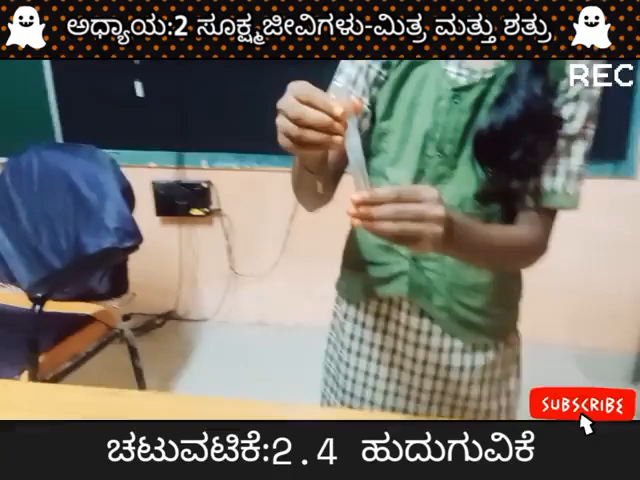 ಅಧ್ಯಾಯ:2 ಸೂಕ್ಷ್ಮಜೀವಿಗಳು-ಮಿತ್ರ ಮತ್ತು ಶತ್ರು
REC
SUBSCRIBE
ಚಟುವಟಿಕೆ:2.4 ಹುದುಗುವಿಕೆ